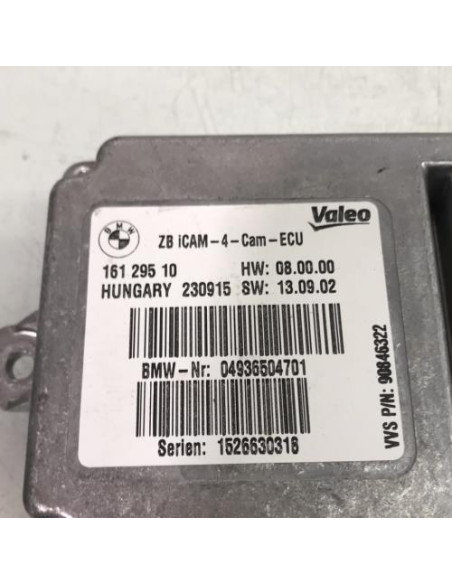 BMW
ZB iCAM-4-Cam-ECU
Valeo
161 295 10 HW: 08.00.00
HUNGARY 230915 SW: 13.09.02
BMW-Nr: 04936504701
Serien: 1526630318
VVS P/N: 90846322